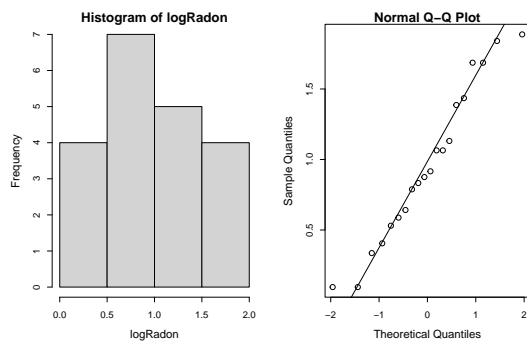 Histogram of logRadon
Frequency
0
1
2
3
4
5
6
7
0.0 0.5 1.0 1.5 2.0
logRadon
Normal Q-Q Plot
Sample Quantiles
0.5
1.0
1.5
−2 −1 0 1 2
Theoretical Quantiles